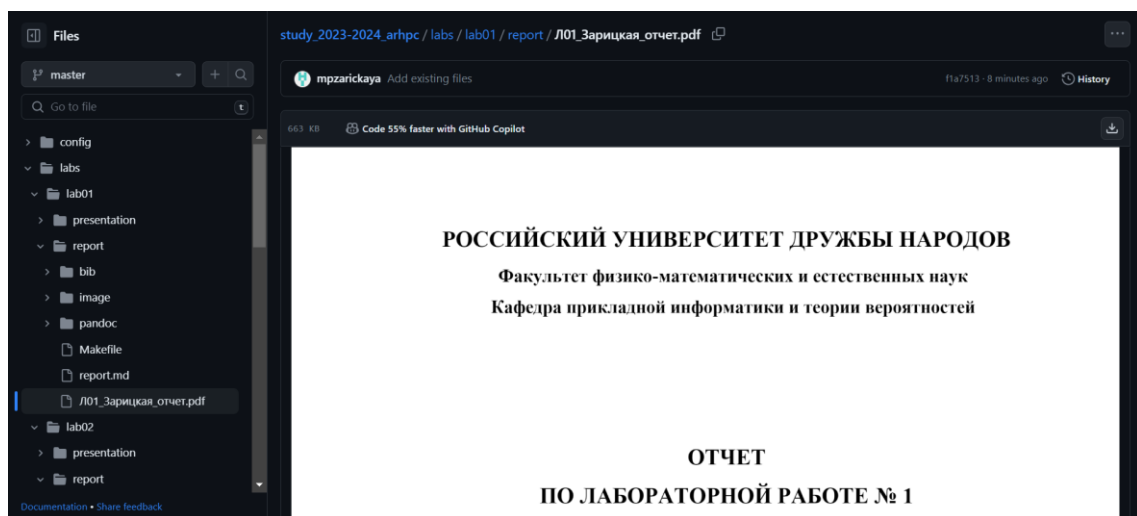 Files
master
Go to file
t
config
labs
lab01
presentation
report
bib
image
pandoc
Makefile
report.md
Л01_Зарицкая_отчет.pdf
lab02
presentation
report
Documentation • Share feedback
study_2023-2024_arhpc / labs / lab01 / report / Л01_Зарицкая_отчет.pdf
mpzarickaya Add existing files
f1a7513 · 8 minutes ago History
663 KB Code 55% faster with GitHub Copilot
РОССИЙСКИЙ УНИВЕРСИТЕТ ДРУЖБЫ НАРОДОВ
Факультет физико-математических и естественных наук
Кафедра прикладной информатики и теории вероятностей
ОТЧЕТ
ПО ЛАБОРАТОРНОЙ РАБОТЕ № 1